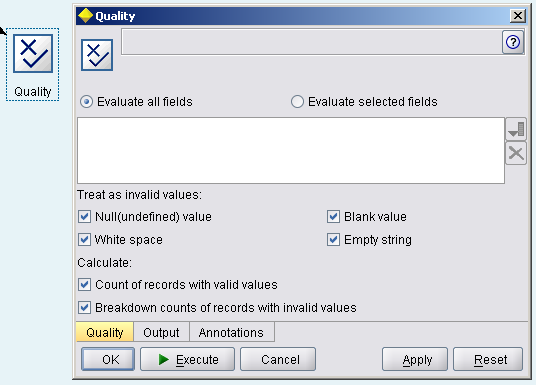 Quality
Quality
Evaluate all fields
Evaluate selected fields
Treat as invalid values:
Null(undefined) value
Blank value
White space
Empty string
Calculate:
Count of records with valid values
Breakdown counts of records with invalid values
Quality Output Annotations
OK Execute Cancel Apply Reset